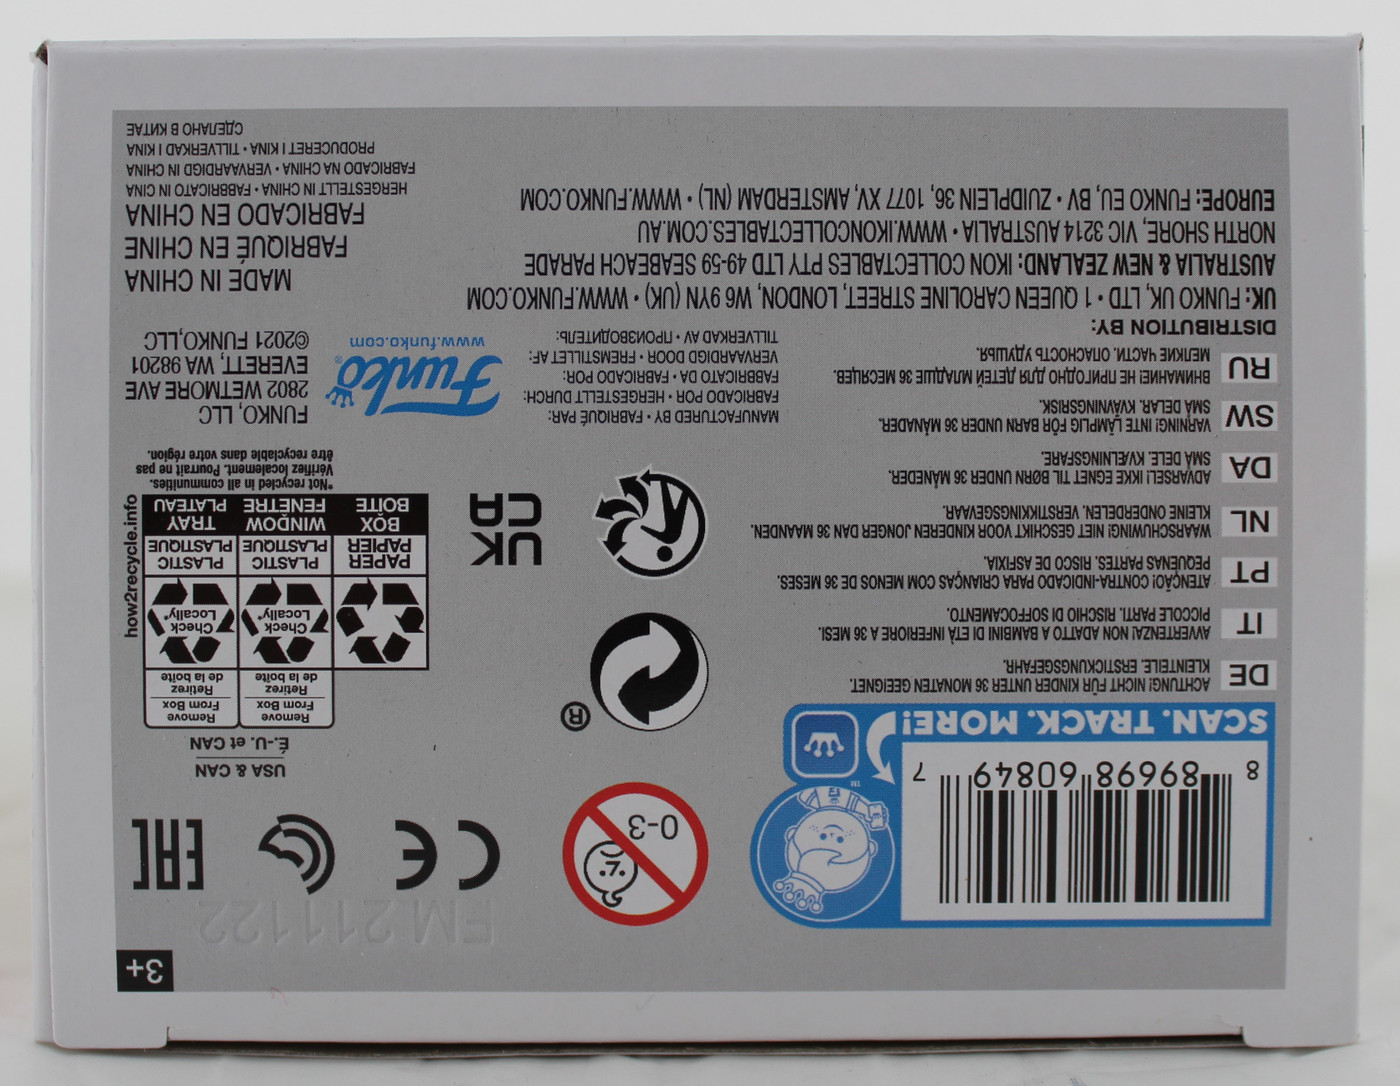 8 89698 60849 7
SCAN. TRACK. MORE!
™
DE
ACHTUNG! NICHT FÜR KINDER UNTER 36 MONATEN GEEIGNET
KLEINTEILE. ERSTICKUNGSGEFAHR.
IT
AVVERTENZA! NON ADATTO A BAMBINI DI ETÀ INFERIORE A 36 MESI.
PICCOLE PARTI. RISCHIO DI SOFFOCAMENTO.
PT
ATENÇÃO! CONTRA-INDICADO PARA CRIANÇAS COM MENOS DE 36 MESES.
PEQUENAS PARTES. RISCO DE ASFIXIA.
NL
WAARSCHUWING! NIET GESCHIKT VOOR KINDEREN JONGER DAN 36 MAANDEN.
KLEINE ONDERDELEN. VERSTIKKINGSGEVAAR.
DA
ADVARSEL! IKKE EGNET TIL BØRN UNDER 36 MÅNEDER.
SMÅ DELE. KVÆLNINGSFARE.
SW
VARNING! INTE LÄMPLIG FÖR BARN UNDER 36 MÅNADER.
SMÅ DELAR. KVÄVNINGSRISK.
RU
ВНИМАНИЕ! НЕ ПРИГОДНО ДЛЯ ДЕТЕЙ МЛАДШЕ 36 МЕСЯЦЕВ.
МЕЛКИЕ ЧАСТИ. ОПАСНОСТЬ УДУШЬЯ.
DISTRIBUTION BY:
UK: FUNKO UK, LTD • 1 QUEEN CAROLINE STREET, LONDON, W6 9YN (UK) • WWW.FUNKO.COM
AUSTRALIA & NEW ZEALAND: IKON COLLECTABLES PTY LTD 49-59 SEABEACH PARADE
NORTH SHORE, VIC 3214 AUSTRALIA • WWW.IKONCOLLECTABLES.COM.AU
EUROPE: FUNKO EU, BV • ZUIDPLEIN 36, 1077 XV, AMSTERDAM (NL) • WWW.FUNKO.COM
0-3
®
UK
CA
MANUFACTURED BY • FABRIQUÉ PAR:
FABRICADO POR • HERGESTELLT DURCH:
FABBRICATO DA • FABRICADO POR:
VERVAARDIGD DOOR • FREMSTILLET AF:
TILLVERKAD AV • ПРОИЗВОДИТЕЛЬ:
3+
FM 211122
CE
EAC
USA & CAN
É.-U. et CAN
Remove
From Box
Retirez
de la boîte
Check
Locally*
PLASTIC
PLASTIQUE
WINDOW
FENÊTRE
Remove
From Box
Retirez
de la boîte
Check
Locally*
PLASTIC
PLASTIQUE
TRAY
PLATEAU
PAPER
PAPIER
BOX
BOÎTE
how2recycle.info
*Not recycled in all communities.
Vérifiez localement. Pourrait ne pas
être recyclé dans votre région.
Funko®
www.funko.com
FUNKO, LLC
2802 WETMORE AVE
EVERETT, WA 98201
©2021 FUNKO,LLC
MADE IN CHINA
FABRIQUÉ EN CHINE
FABRICADO EN CHINA
HERGESTELLT IN CHINA • FABBRICATO IN CINA
FABRICADO NA CHINA • VERVAARDIGD IN CHINA
PRODUCERET I KINA • TILLVERKAD I KINA
СДЕЛАНО В КИТАЕ